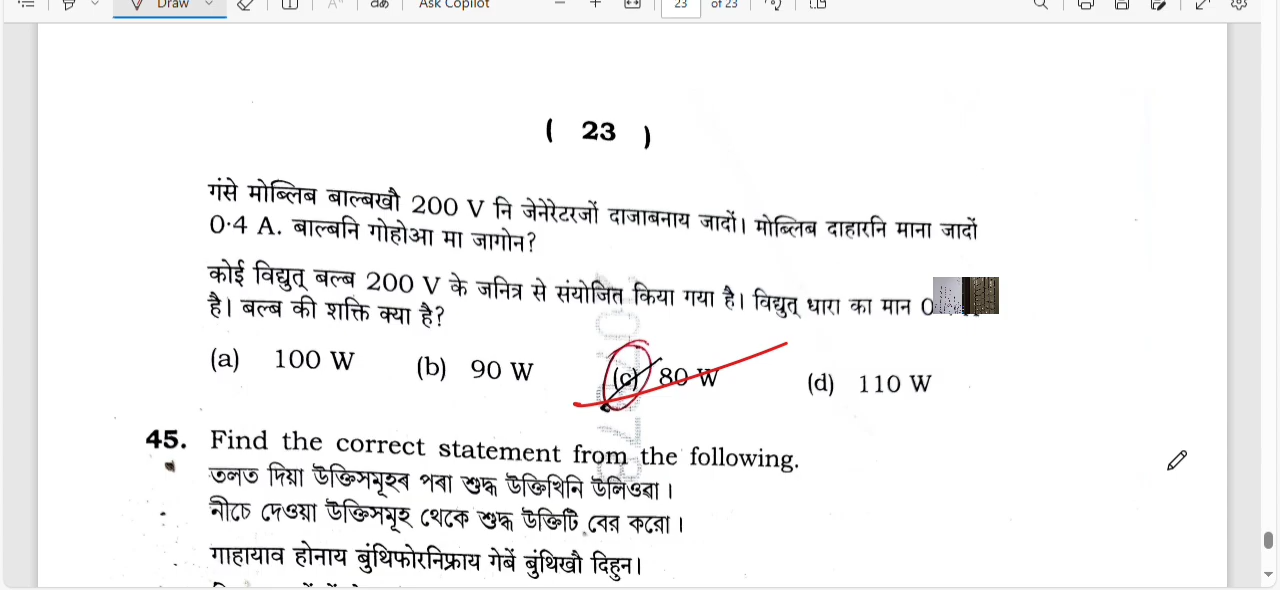 Draw
Ask Copilot
23 of 23
( 23 )
गंसे मोब्लिब बाल्बखौ 200 V नि जेनेरेटरजों दाजाबनाय जादों। मोब्लिब दाहारनि माना जादों
0·4 A. बाल्बनि गोहोआ मा जागोन?
कोई विद्युत् बल्ब 200 V के जनित्र से संयोजित किया गया है। विद्युत् धारा का मान 0
है। बल्ब की शक्ति क्या है?
(a) 100 W (b) 90 W (c) 80 W (d) 110 W
45. Find the correct statement from the following.
তলত দিয়া উক্তিসমূহৰ পৰা শুদ্ধ উক্তিথিনি উলিওৱা।
নীচে দেওয়া উক্তিসমূহ থেকে শুদ্ধ উক্তিটি বের করো।
गाहायाव होनाय बुंथिफोरनिफ्राय गेबें बुंथिखौ दिहुन।